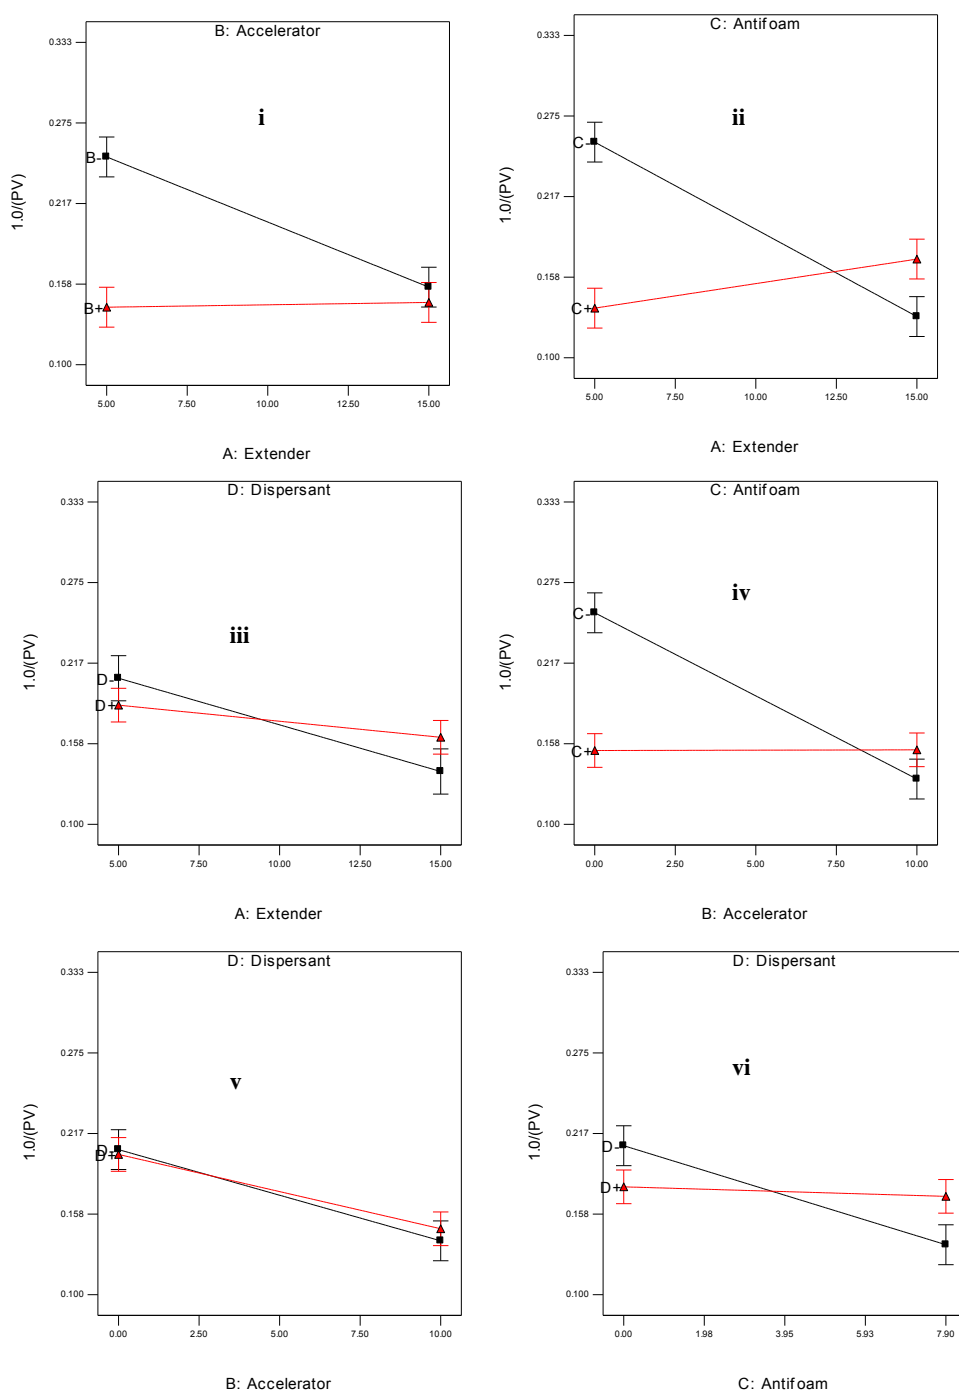 B: Accelerator
0.333
0.275
0.217
0.158
0.100
1.0/(PV)
i
B-
B+
5.00 7.50 10.00 12.50 15.00
A: Extender
C: Antifoam
0.333
0.275
0.217
0.158
0.100
1.0/(PV)
ii
C-
C+
5.00 7.50 10.00 12.50 15.00
A: Extender
D: Dispersant
0.333
0.275
0.217
0.158
0.100
1.0/(PV)
iii
D-
D+
5.00 7.50 10.00 12.50 15.00
A: Extender
C: Antifoam
0.333
0.275
0.217
0.158
0.100
1.0/(PV)
iv
C-
C+
0.00 2.50 5.00 7.50 10.00
B: Accelerator
D: Dispersant
0.333
0.275
0.217
0.158
0.100
1.0/(PV)
v
D-
D+
0.00 2.50 5.00 7.50 10.00
B: Accelerator
D: Dispersant
0.333
0.275
0.217
0.158
0.100
1.0/(PV)
vi
D-
D+
0.00 1.98 3.95 5.93 7.90
C: Antifoam